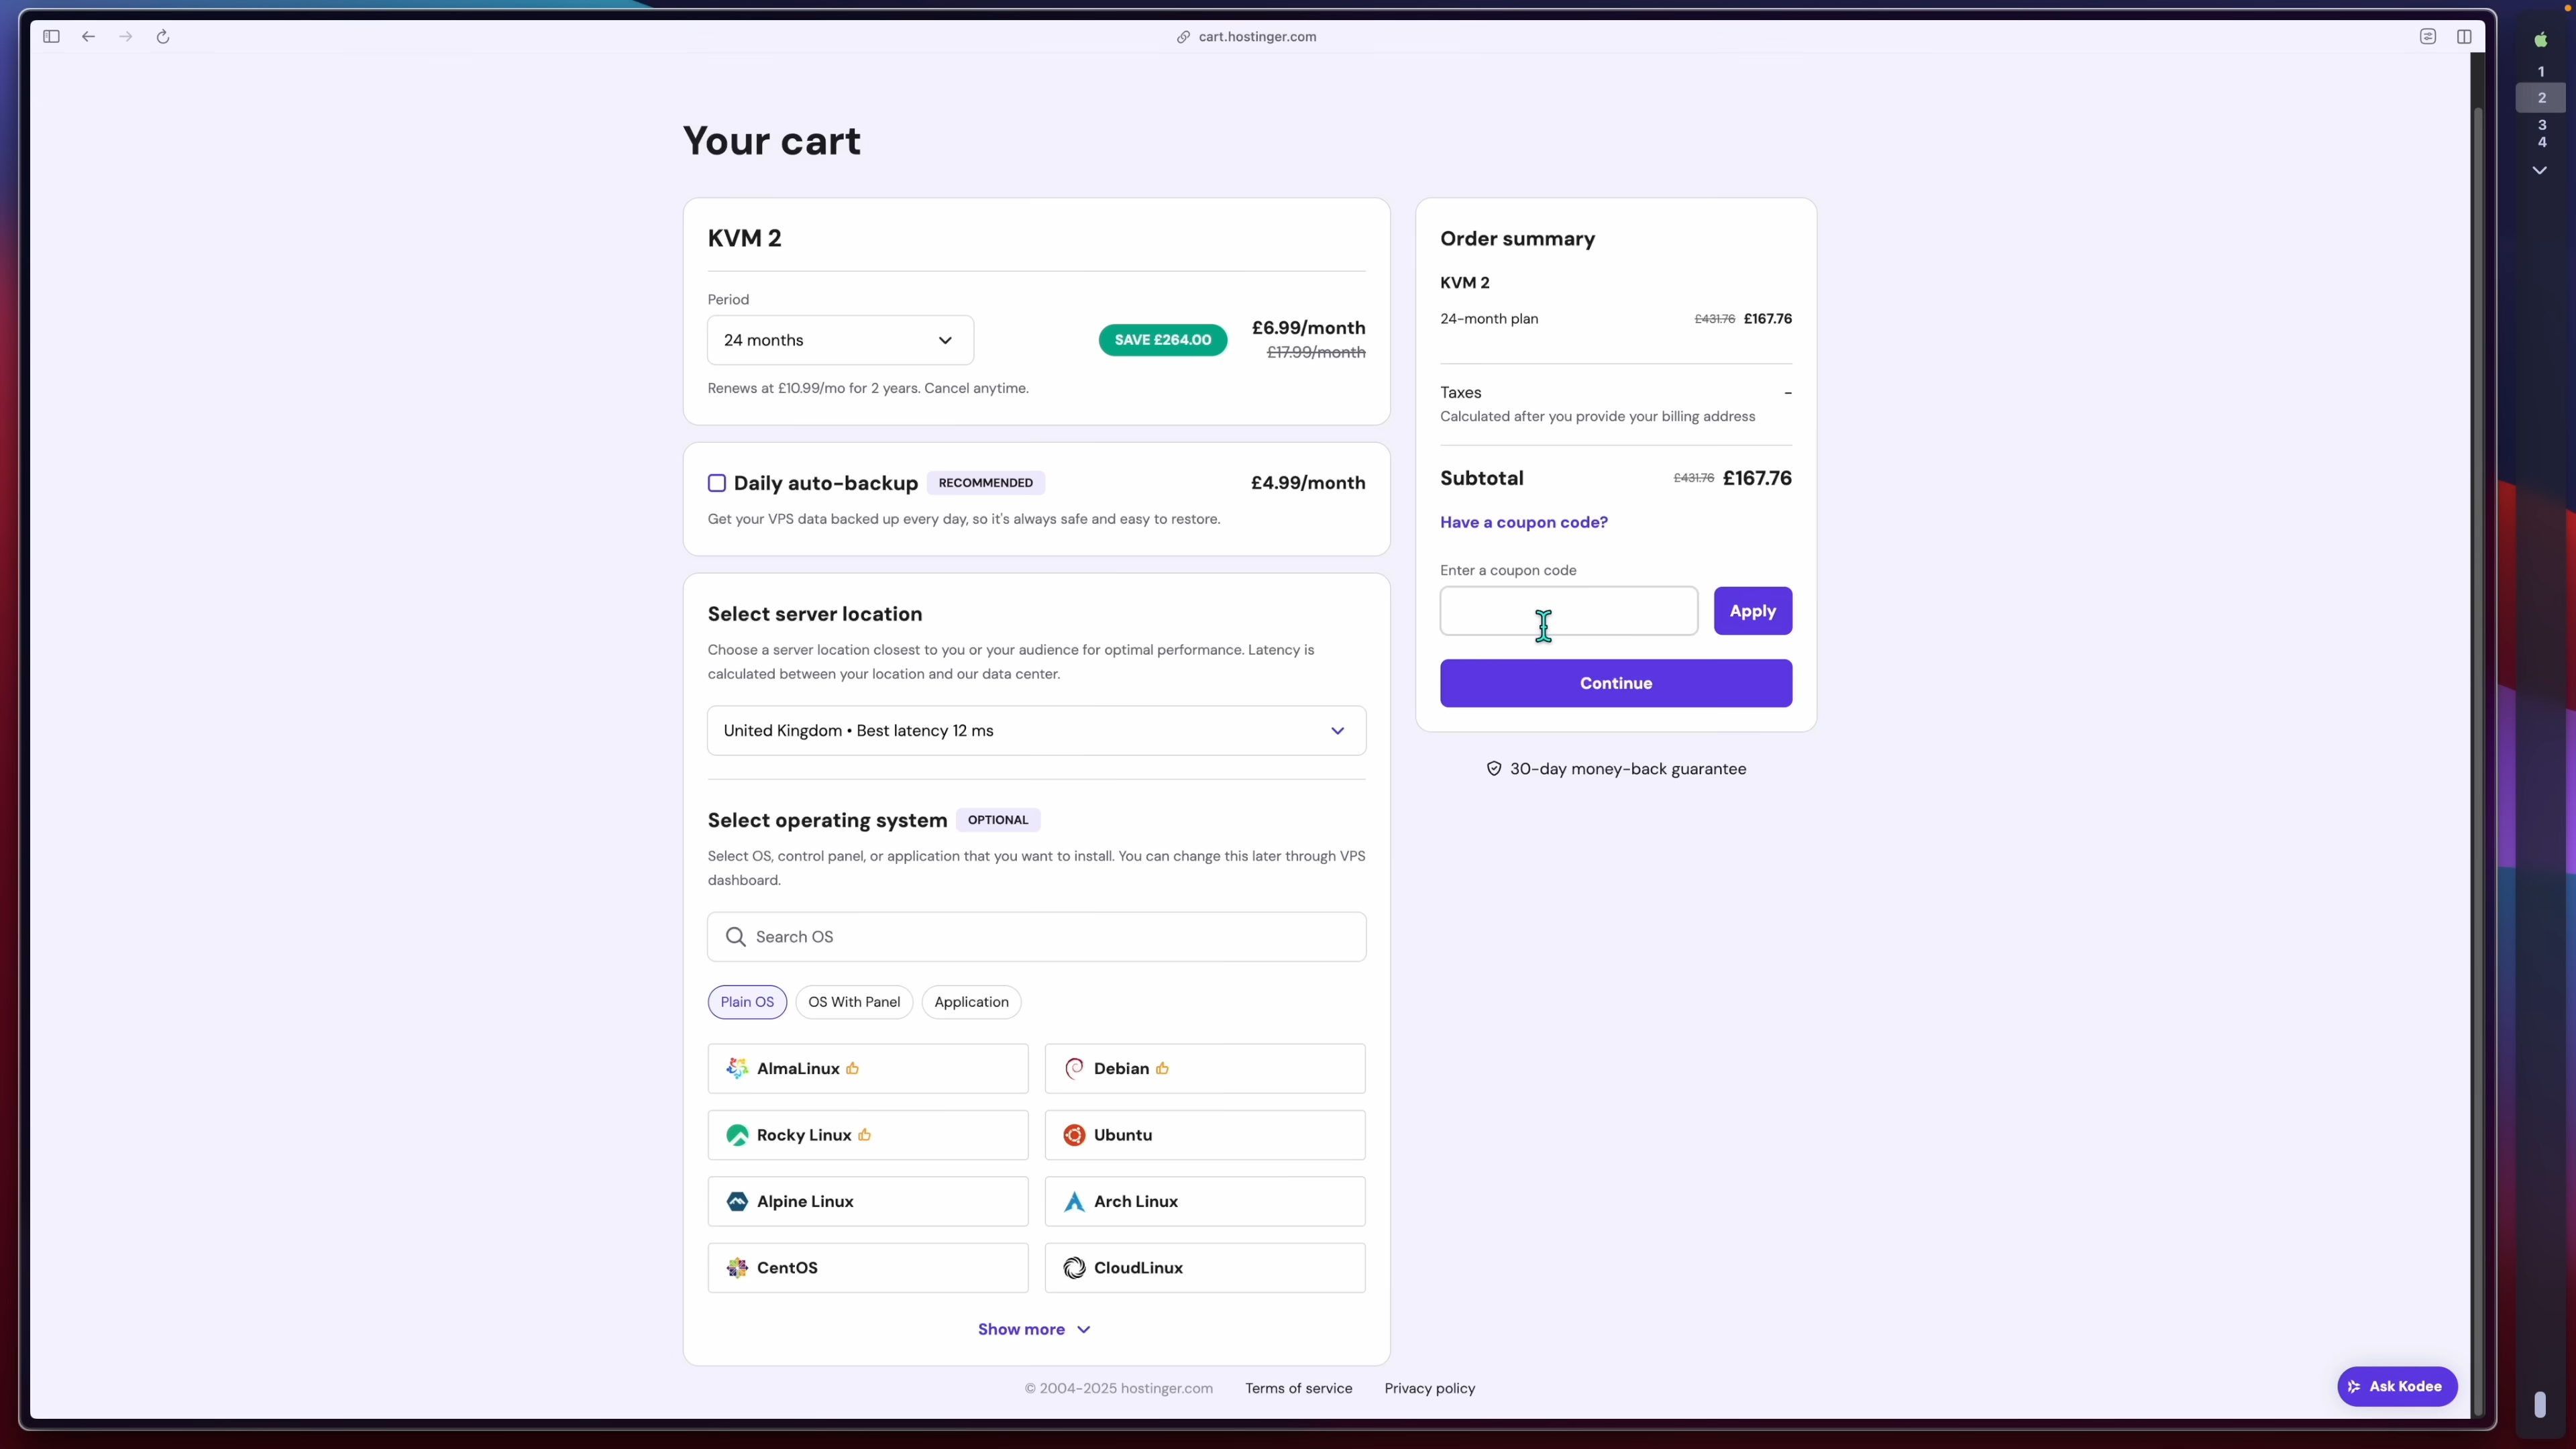 cart.hostinger.com
1
2
3
4
Your cart
KVM 2
Period
24 months
SAVE £264.00
£6.99/month
£17.99/month
Renews at £10.99/mo for 2 years. Cancel anytime.
Daily auto-backup
RECOMMENDED
£4.99/month
Get your VPS data backed up every day, so it's always safe and easy to restore.
Select server location
Choose a server location closest to you or your audience for optimal performance. Latency is
calculated between your location and our data center.
United Kingdom • Best latency 12 ms
Select operating system
OPTIONAL
Select OS, control panel, or application that you want to install. You can change this later through VPS
dashboard.
Search OS
Plain OS
OS With Panel
Application
AlmaLinux
Debian
Rocky Linux
Ubuntu
Alpine Linux
Arch Linux
CentOS
CloudLinux
Show more
Order summary
KVM 2
24-month plan £431.76 £167.76
Taxes -
Calculated after you provide your billing address
Subtotal £431.76 £167.76
Have a coupon code?
Enter a coupon code
Apply
Continue
30-day money-back guarantee
© 2004-2025 hostinger.com Terms of service Privacy policy
Ask Kodee